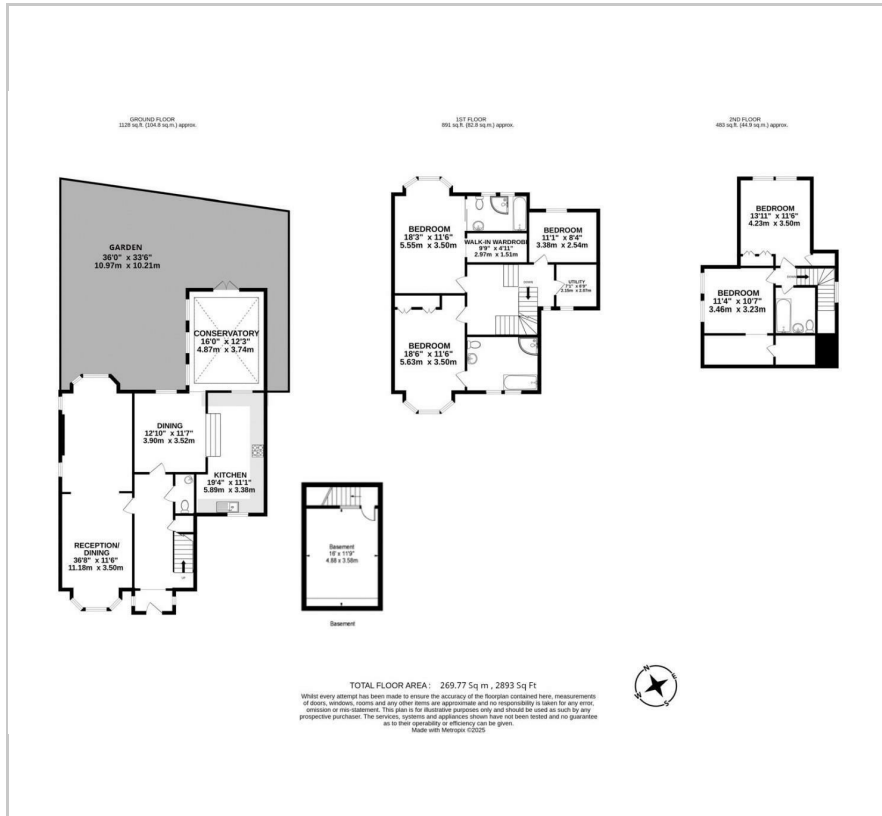 GROUND FLOOR
1128 sq.ft. (104.8 sq.m.) approx.
GARDEN
36'0" x 33'6"
10.97m x 10.21m
CONSERVATORY
16'0" x 12'3"
4.87m x 3.74m
DINING
12'10" x 11'7"
3.90m x 3.52m
KITCHEN
19'4" x 11'1"
5.89m x 3.38m
RECEPTION/
DINING
36'8" x 11'6"
11.18m x 3.50m
UP
1ST FLOOR
891 sq.ft. (82.8 sq.m.) approx.
BEDROOM
18'3" x 11'6"
5.55m x 3.50m
WALK-IN WARDROBE
9'9" x 4'11"
2.97m x 1.51m
BEDROOM
11'1" x 8'4"
3.38m x 2.54m
UTILITY
DOWN
BEDROOM
18'6" x 11'6"
5.63m x 3.50m
2ND FLOOR
483 sq.ft. (44.9 sq.m.) approx.
BEDROOM
13'11" x 11'6"
4.23m x 3.50m
DOWN
BEDROOM
11'4" x 10'7"
3.46m x 3.23m
Basement
16' x 11'9"
4.88 x 3.58m
Basement
TOTAL FLOOR AREA : 269.77 Sq m , 2893 Sq Ft
Whilst every attempt has been made to ensure the accuracy of the floorplan contained here, measurements
of doors, windows, rooms and any other items are approximate and no responsibility is taken for any error,
omission or mis-statement. This plan is for illustrative purposes only and should be used as such by any
prospective purchaser. The services, systems and appliances shown have not been tested and no guarantee
as to their operability or efficiency can be given.
Made with Metropix ©2025
N
E
S
W